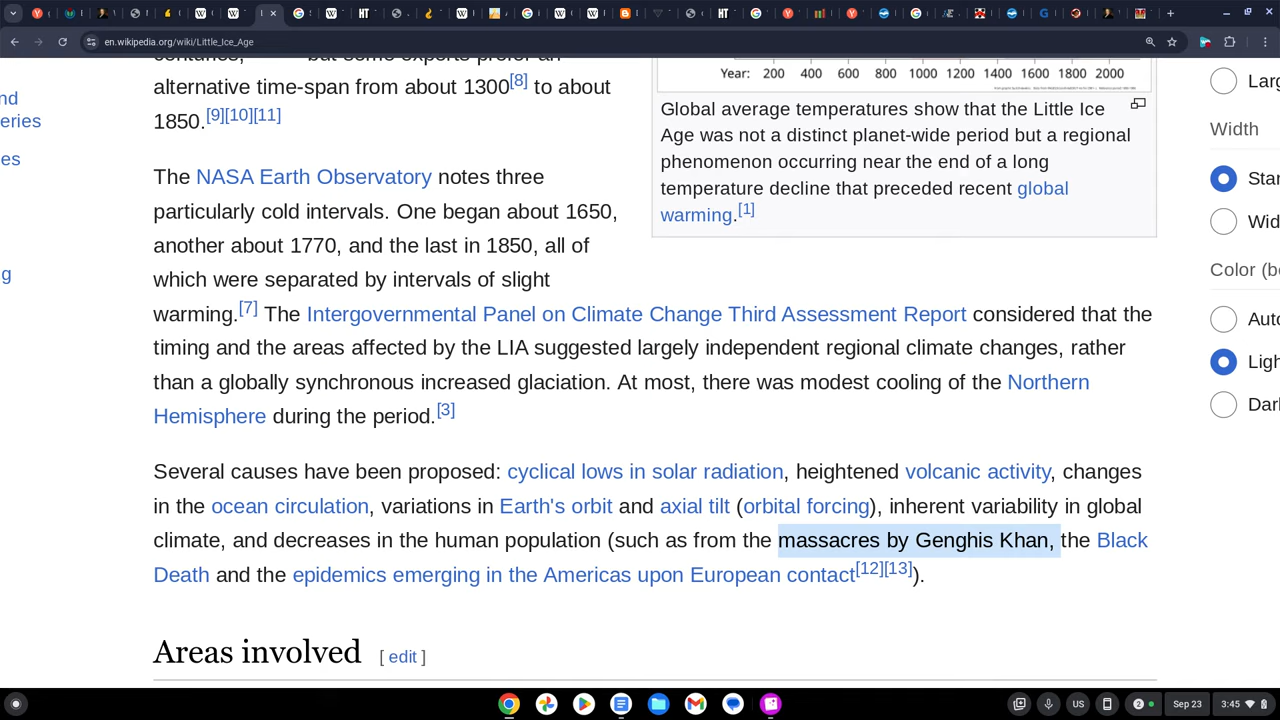 en.wikipedia.org/wiki/Little_Ice_Age
alternative time-span from about 1300[8] to about
1850.[9][10][11]
The NASA Earth Observatory notes three
particularly cold intervals. One began about 1650,
another about 1770, and the last in 1850, all of
which were separated by intervals of slight
warming.[7] The Intergovernmental Panel on Climate Change Third Assessment Report considered that the
timing and the areas affected by the LIA suggested largely independent regional climate changes, rather
than a globally synchronous increased glaciation. At most, there was modest cooling of the Northern
Hemisphere during the period.[3]
Year: 200 400 600 800 1000 1200 1400 1600 1800 2000
Global average temperatures show that the Little Ice
Age was not a distinct planet-wide period but a regional
phenomenon occurring near the end of a long
temperature decline that preceded recent global
warming.[1]
Several causes have been proposed: cyclical lows in solar radiation, heightened volcanic activity, changes
in the ocean circulation, variations in Earth's orbit and axial tilt (orbital forcing), inherent variability in global
climate, and decreases in the human population (such as from the massacres by Genghis Khan, the Black
Death and the epidemics emerging in the Americas upon European contact[12][13]).
Areas involved [ edit ]
nd
eries
es
g
Larg
Width
Stan
Wid
Color (be
Auto
Ligh
Dark
US
2
Sep 23
3:45